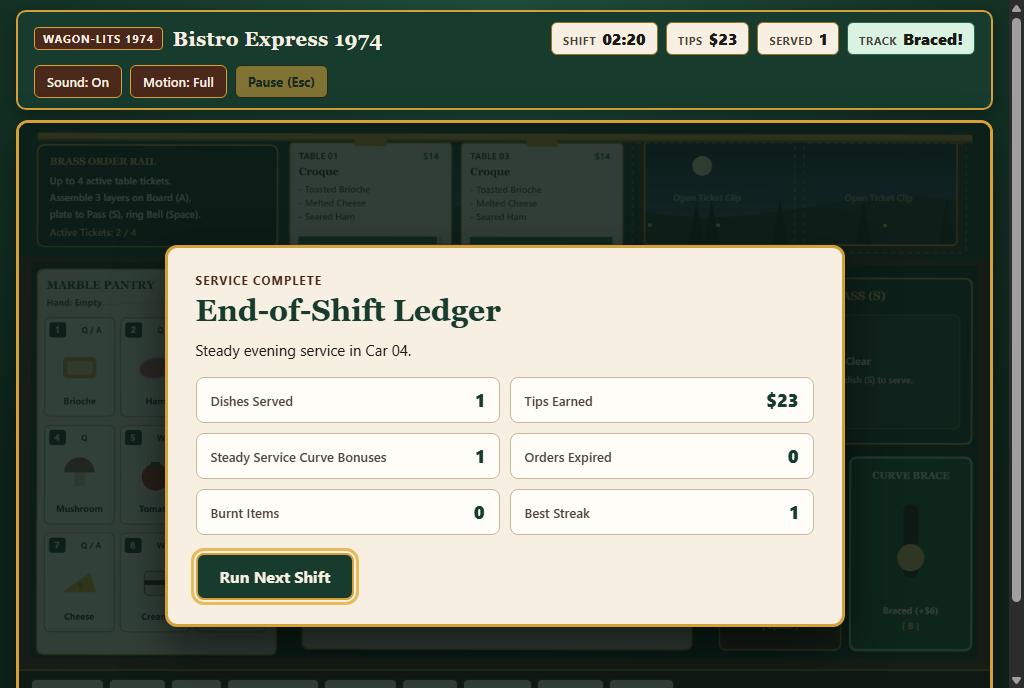 WAGON-LITS 1974
Bistro Express 1974
SHIFT 02:20
TIPS $23
SERVED 1
TRACK Braced!
Sound: On
Motion: Full
Pause (Esc)
BRASS ORDER RAIL
Up to 4 active table tickets.
Assemble 3 layers on Board (A),
plate to Pass (S), ring Bell (Space).
Active Tickets: 2 / 4
TABLE 01 $14
Croque
- Toasted Brioche
- Melted Cheese
- Seared Ham
TABLE 03 $14
Croque
- Toasted Brioche
- Melted Cheese
- Seared Ham
Open Ticket Clip
Open Ticket Clip
MARBLE PANTRY
Hand: Empty
1 Q / A
Brioche
2
Ham
4 Q
Mushroom
5 W
7 Q / A
Cheese
8 W
ASS (S)
Clear
dish (S) to serve.
CURVE BRACE
Braced (+$6)
[ B ]
SERVICE COMPLETE
End-of-Shift Ledger
Steady evening service in Car 04.
Dishes Served 1
Tips Earned $23
Steady Service Curve Bonuses 1
Orders Expired 0
Burnt Items 0
Best Streak 1
Run Next Shift